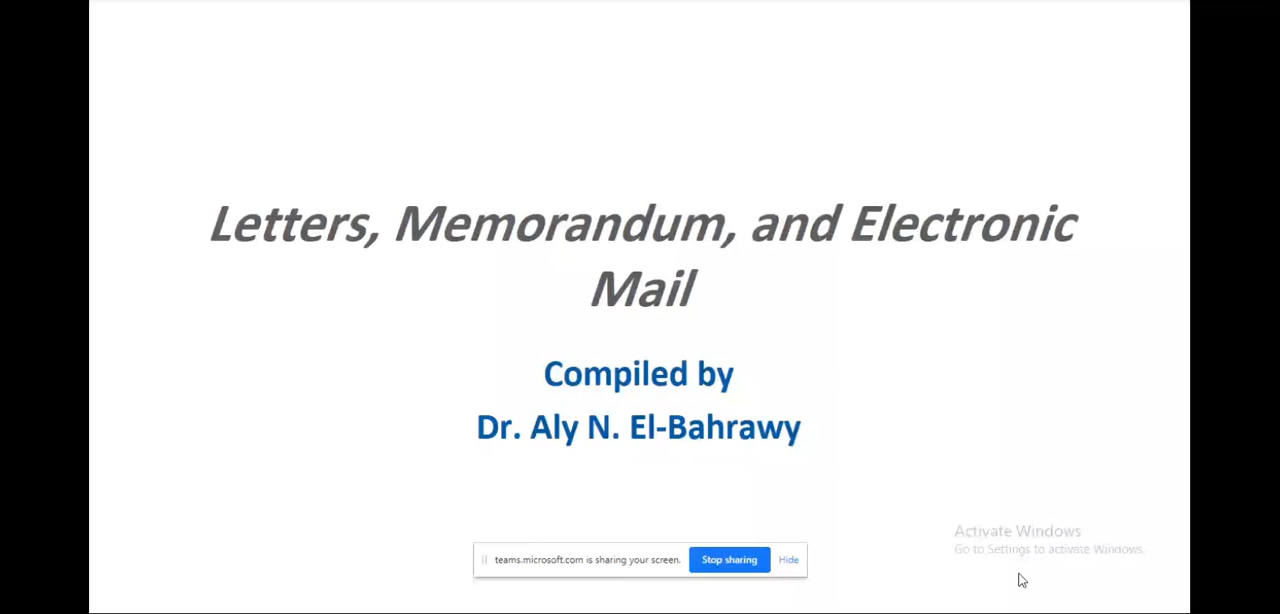 Letters, Memorandum, and Electronic
Mail
Compiled by
Dr. Aly N. El-Bahrawy
Activate Windows
Go to Settings to activate Windows.
teams.microsoft.com is sharing your screen. Stop sharing Hide